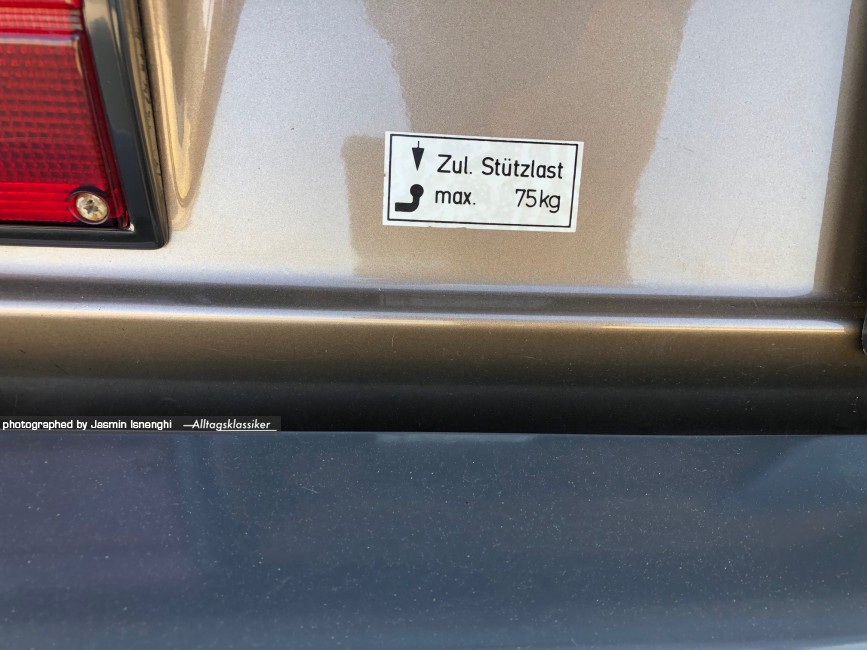 Zul. Stützlast
max. 75kg
photographed by Jasmin Isnenghi —Alltagsklassiker